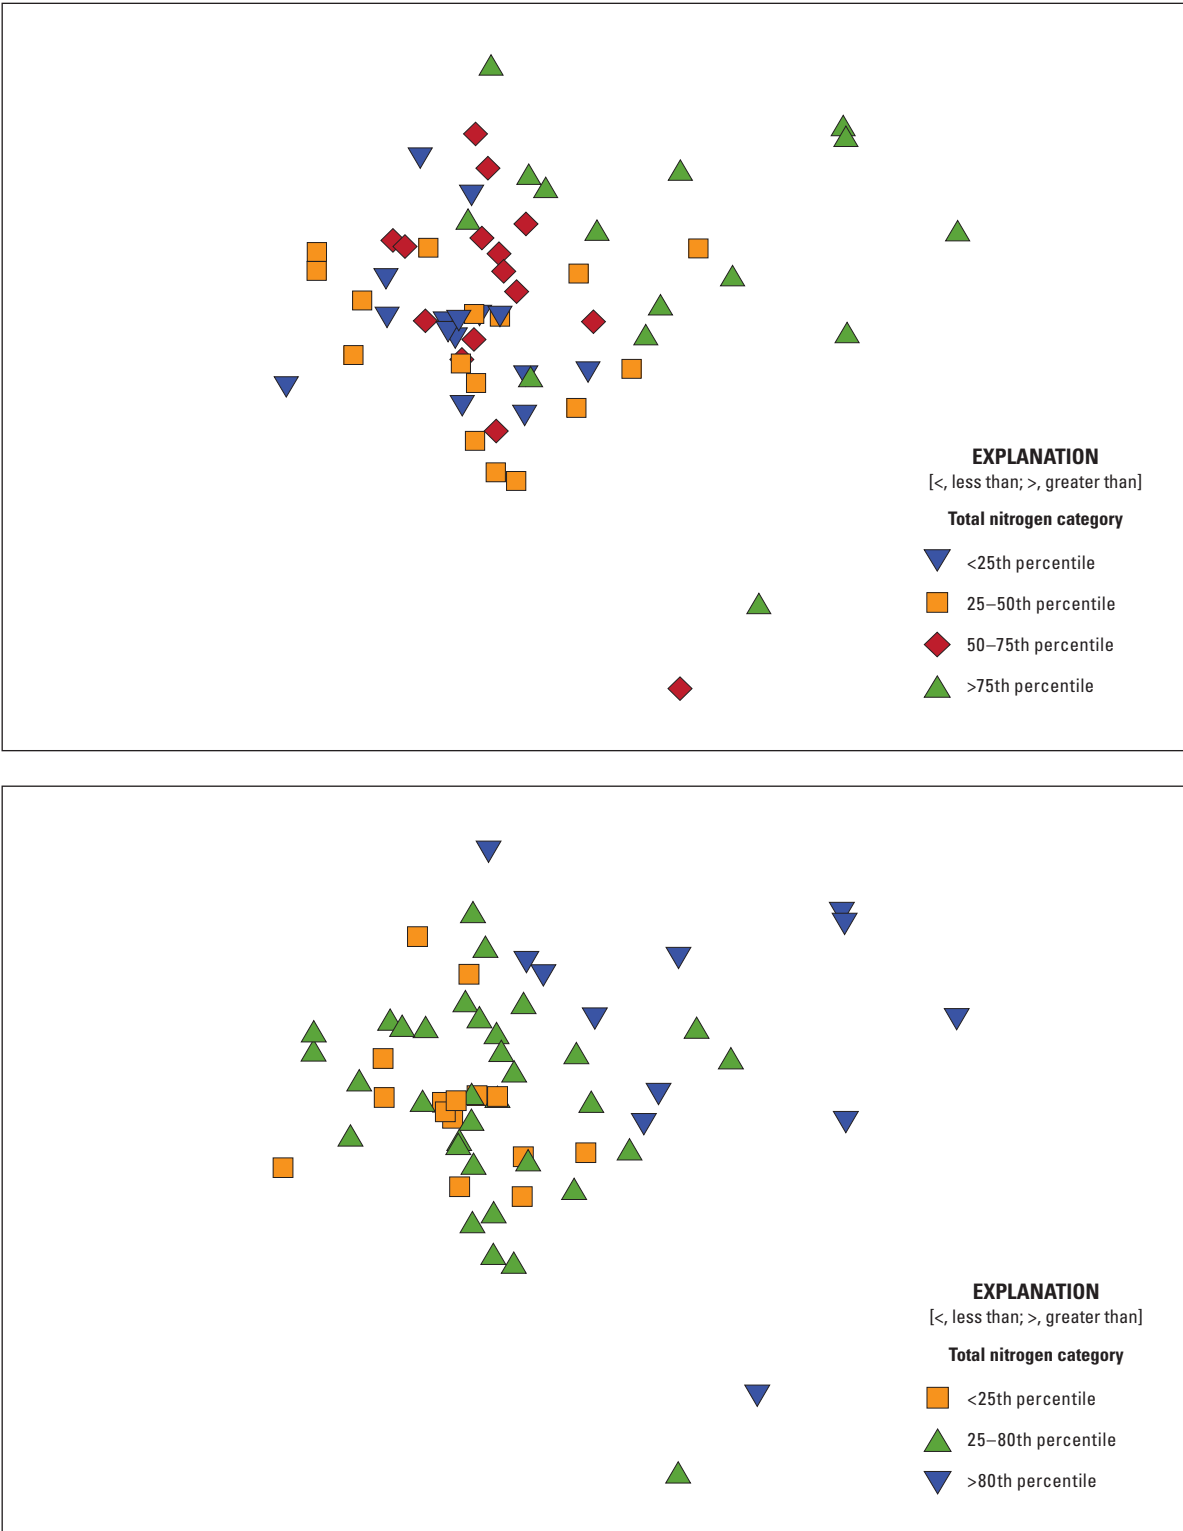 EXPLANATION
[<, less than; >, greater than]
Total nitrogen category
<25th percentile
25–50th percentile
50–75th percentile
>75th percentile
EXPLANATION
[<, less than; >, greater than]
Total nitrogen category
<25th percentile
25–80th percentile
>80th percentile